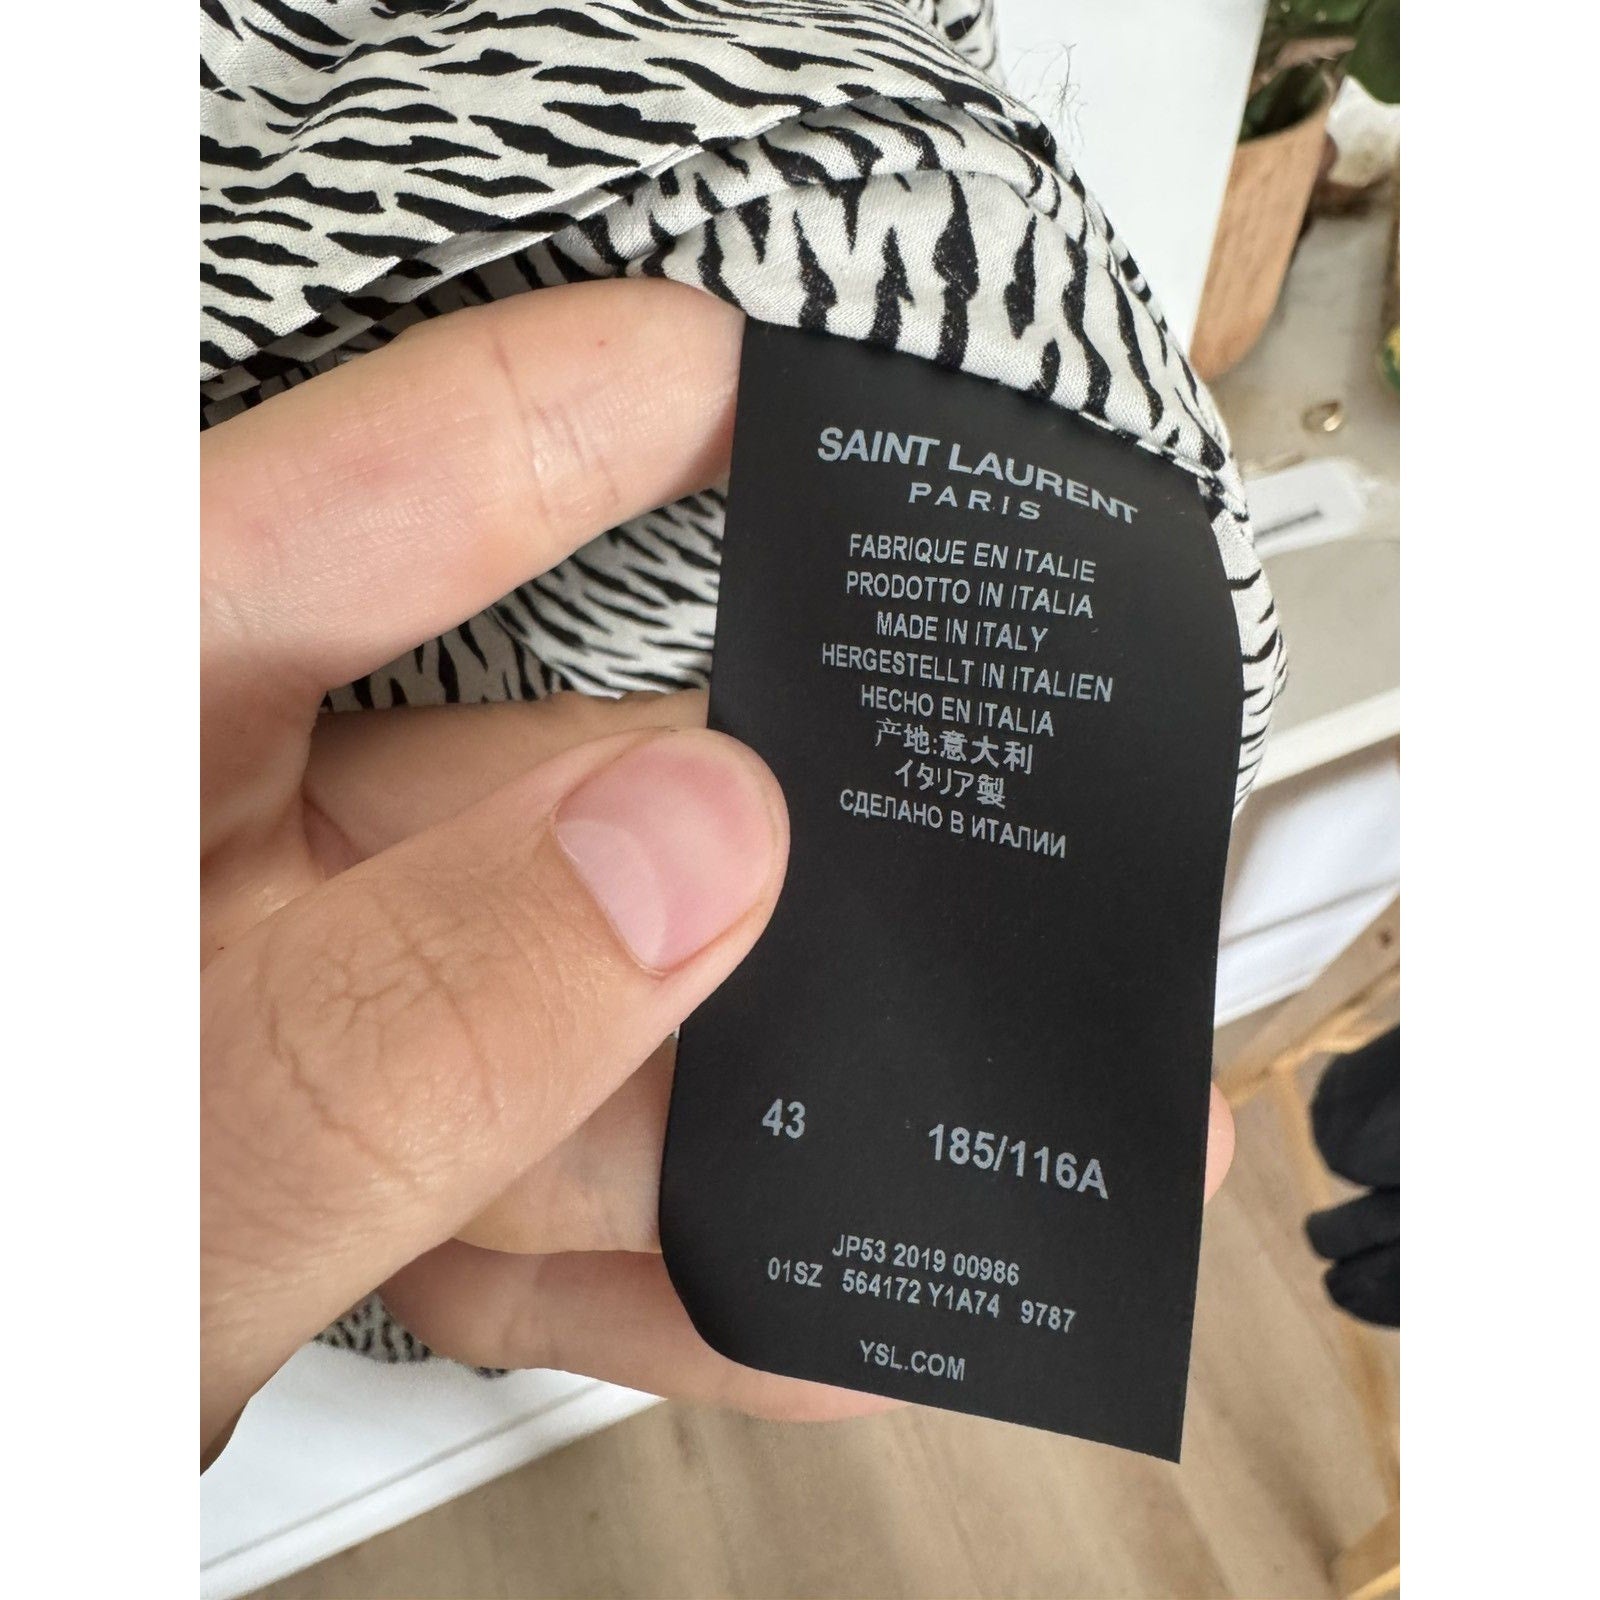 SAINT LAURENT
PARIS
FABRIQUE EN ITALIE
PRODOTTO IN ITALIA
MADE IN ITALY
HERGESTELLT IN ITALIEN
HECHO EN ITALIA
产地:意大利
イタリア製
СДЕЛАНО В ИТАЛИИ
43 185/116A
JP53 2019 00986
01SZ 564172 Y1A74 9787
YSL.COM